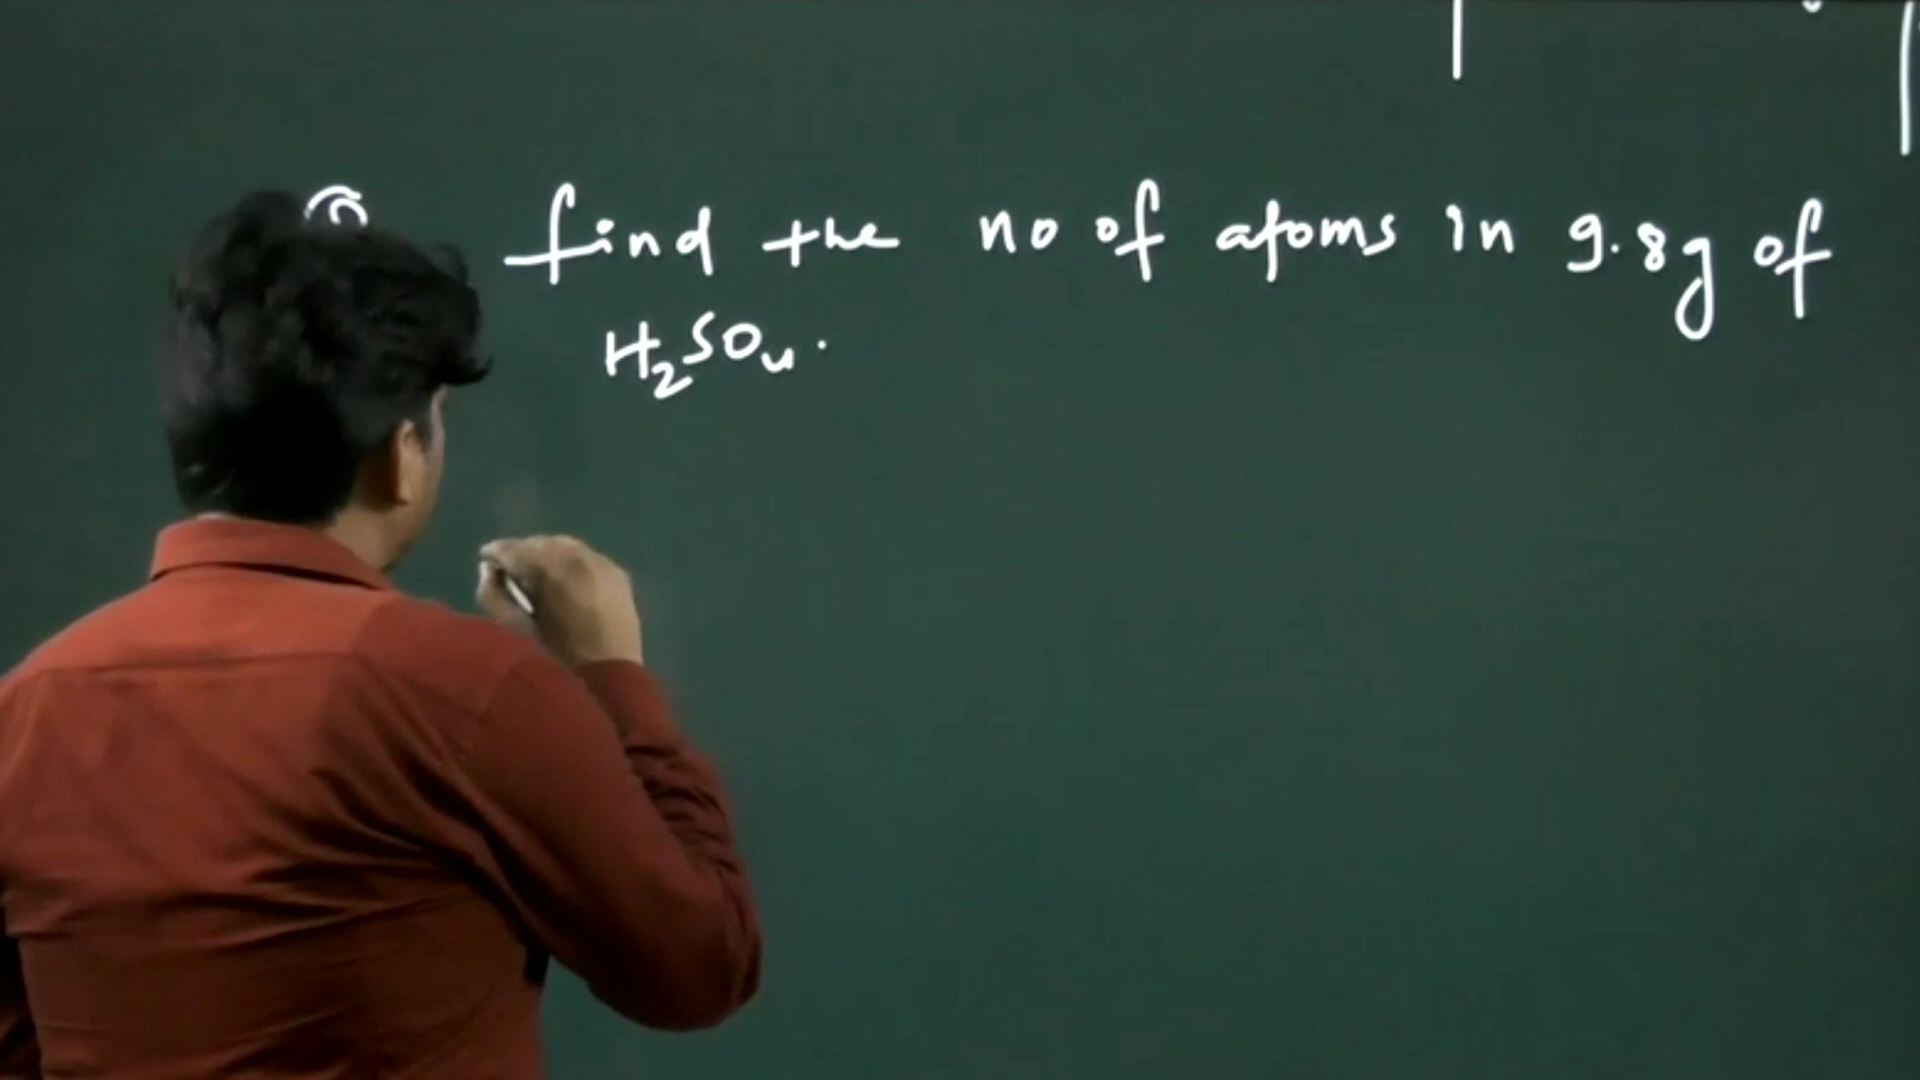 find the no of atoms in 9.8g of
H₂SO₄.